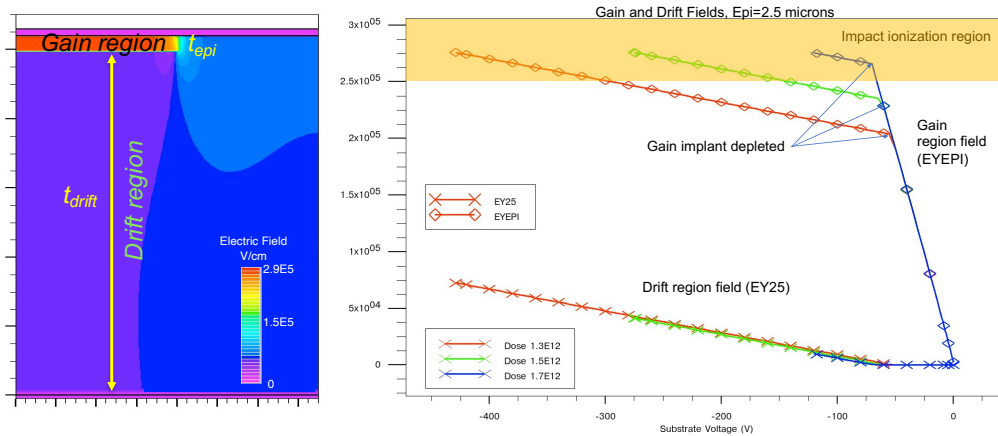 Gain region
t_epi
t_drift
Drift region
Electric Field
V/cm
2.9E5
1.5E5
0
Gain and Drift Fields, Epi=2.5 microns
3x10^05
2.5x10^05
2x10^05
1.5x10^05
1x10^05
5x10^04
0
Impact ionization region
Gain implant depleted
Gain
region field
(EYEPI)
EY25
EYEPI
Drift region field (EY25)
Dose 1.3E12
Dose 1.5E12
Dose 1.7E12
-400
-300
-200
-100
0
Substrate Voltage (V)